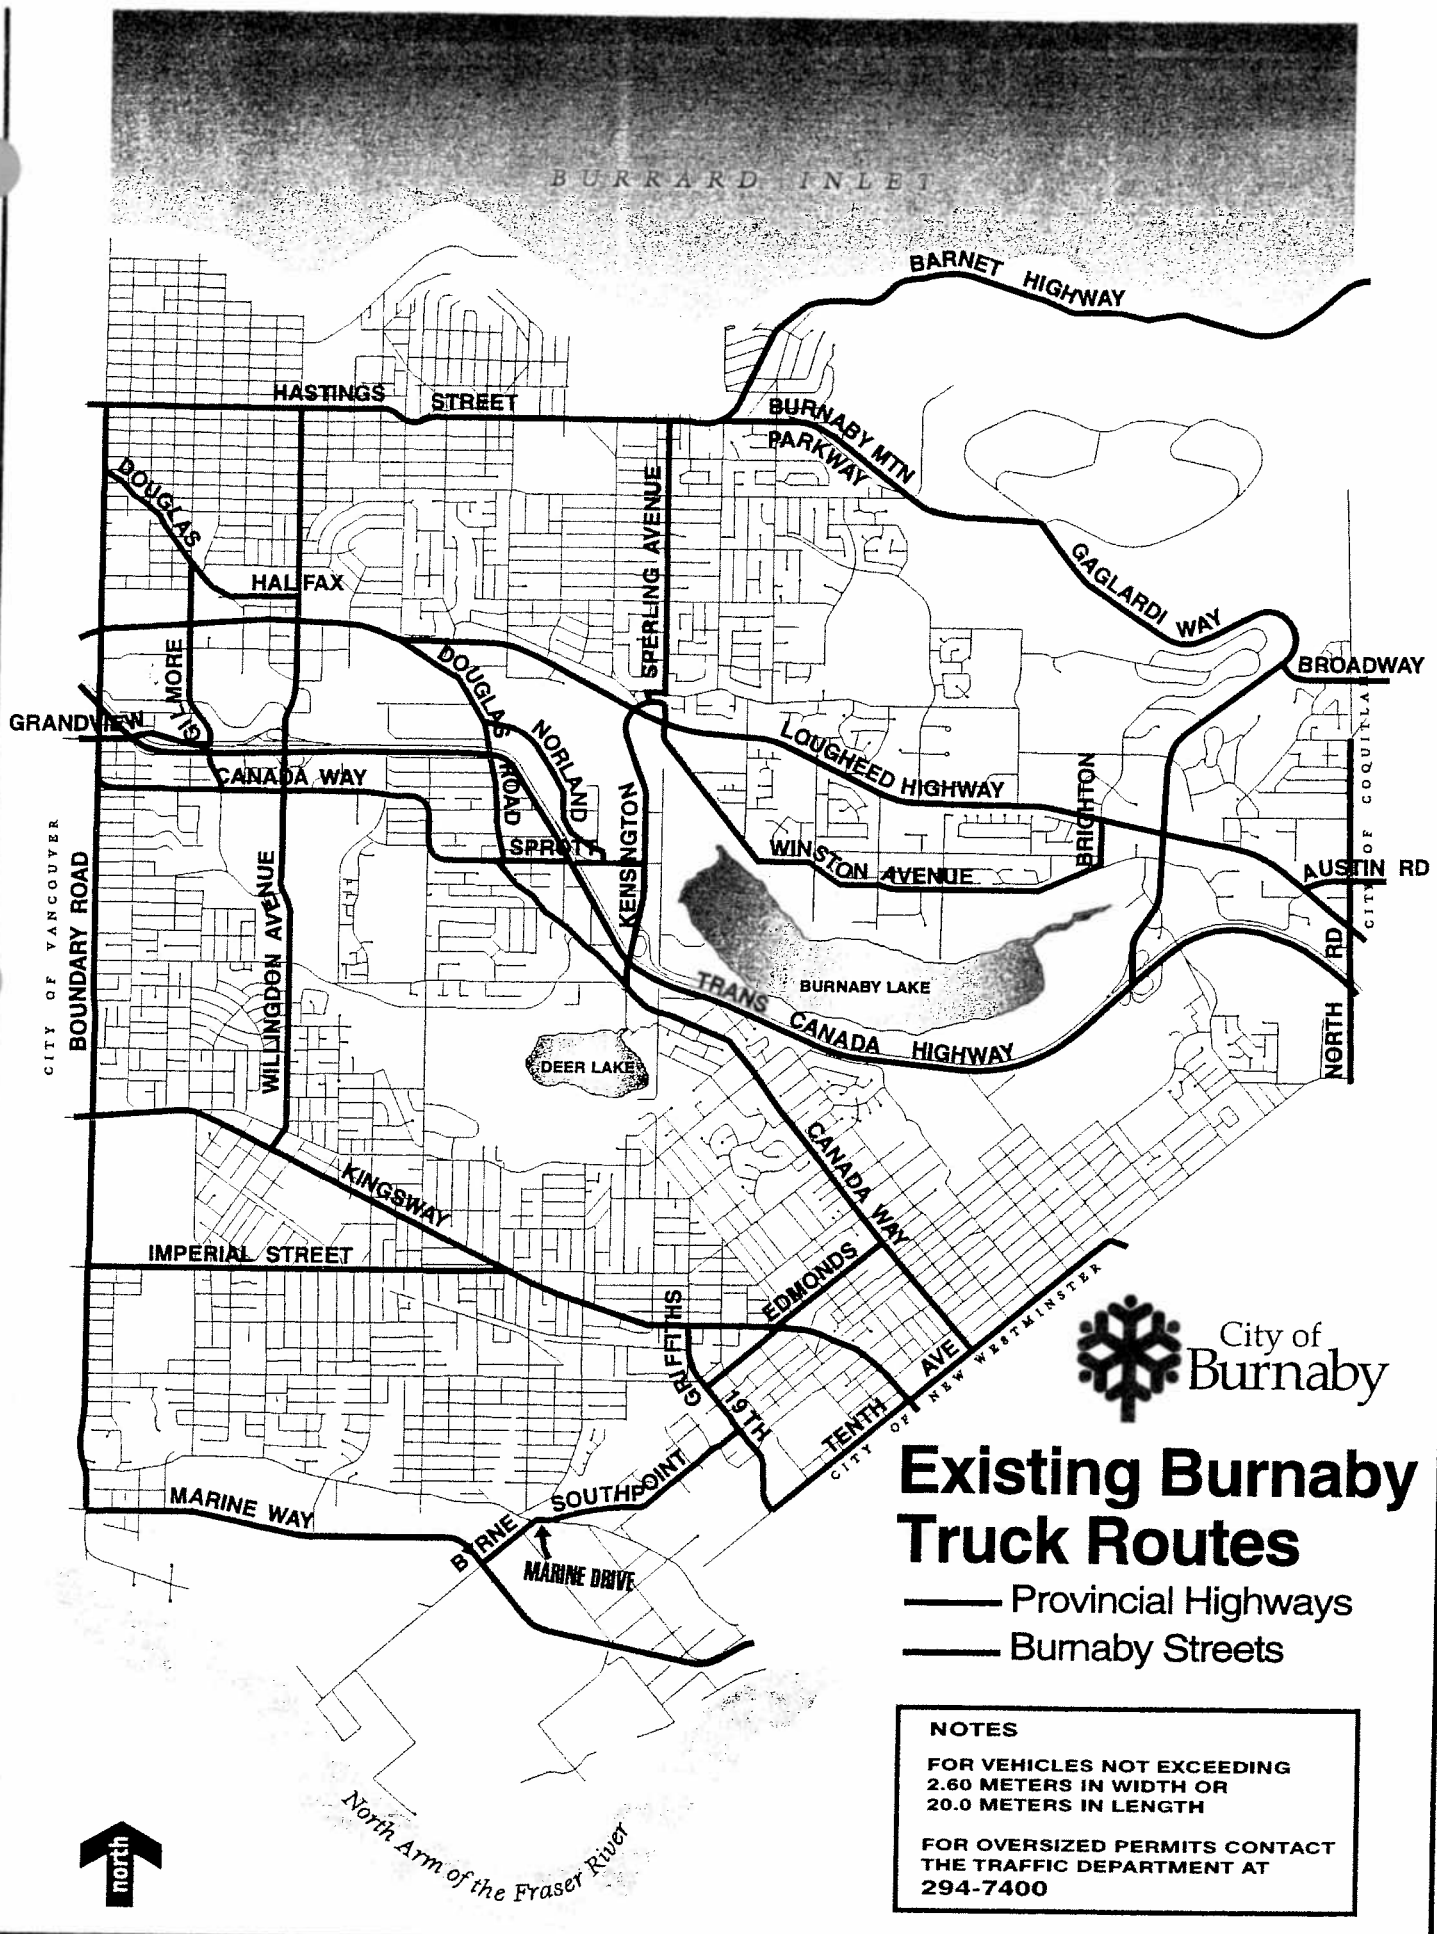 BURRARD INLET
BARNET HIGHWAY
HASTINGS STREET
BURNABY MTN
PARKWAY
DOUGLAS
HALIFAX
SPERLING AVENUE
GAGLARDI WAY
BROADWAY
GILMORE
DOUGLAS ROAD
NORLAND
GRANDVIEW
LOUGHEED HIGHWAY
CANADA WAY
KENSINGTON
BRIGHTON
CITY OF COQUITLAM
SPROTT
WINSTON AVENUE
AUSTIN RD
CITY OF VANCOUVER
BOUNDARY ROAD
WILLINGDON AVENUE
NORTH RD
TRANS CANADA HIGHWAY
BURNABY LAKE
DEER LAKE
CANADA WAY
KINGSWAY
IMPERIAL STREET
EDMONDS
GRIFFITHS
19TH
TENTH AVE
CITY OF NEW WESTMINSTER
City of
Burnaby
MARINE WAY
BYRNE
SOUTHPOINT
MARINE DRIVE
Existing Burnaby
Truck Routes
Provincial Highways
Burnaby Streets
NOTES
FOR VEHICLES NOT EXCEEDING
2.60 METERS IN WIDTH OR
20.0 METERS IN LENGTH
FOR OVERSIZED PERMITS CONTACT
THE TRAFFIC DEPARTMENT AT
294-7400
North Arm of the Fraser River
north